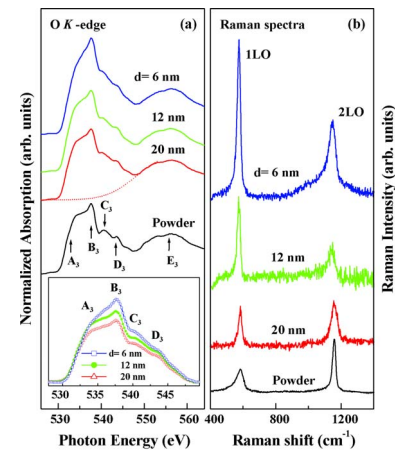 O K-edge
(a)
d= 6 nm
12 nm
20 nm
Powder
A3
B3
C3
D3
E3
A3
B3
C3
D3
d= 6 nm
12 nm
20 nm
530 535 540 545
530 540 550 560
Photon Energy (eV)
Normalized Absorption (arb. units)
Raman spectra
(b)
1LO
2LO
d= 6 nm
12 nm
20 nm
Powder
400 800 1200
Raman shift (cm-1)
Raman Intensity (arb. units)